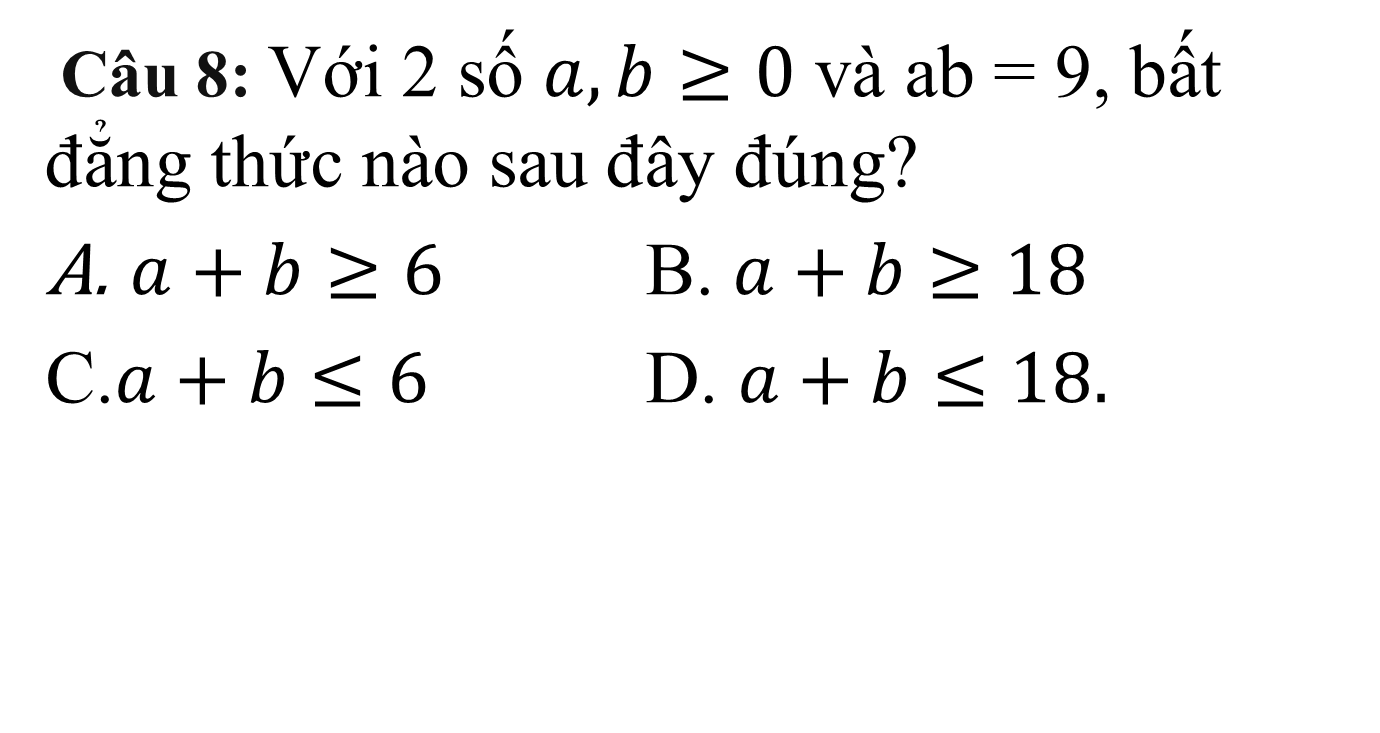 Câu 8: Với 2 số a, b ≥ 0 và ab = 9, bất
đẳng thức nào sau đây đúng?
A. a + b ≥ 6 B. a + b ≥ 18
C.a + b ≤ 6 D. a + b ≤ 18.